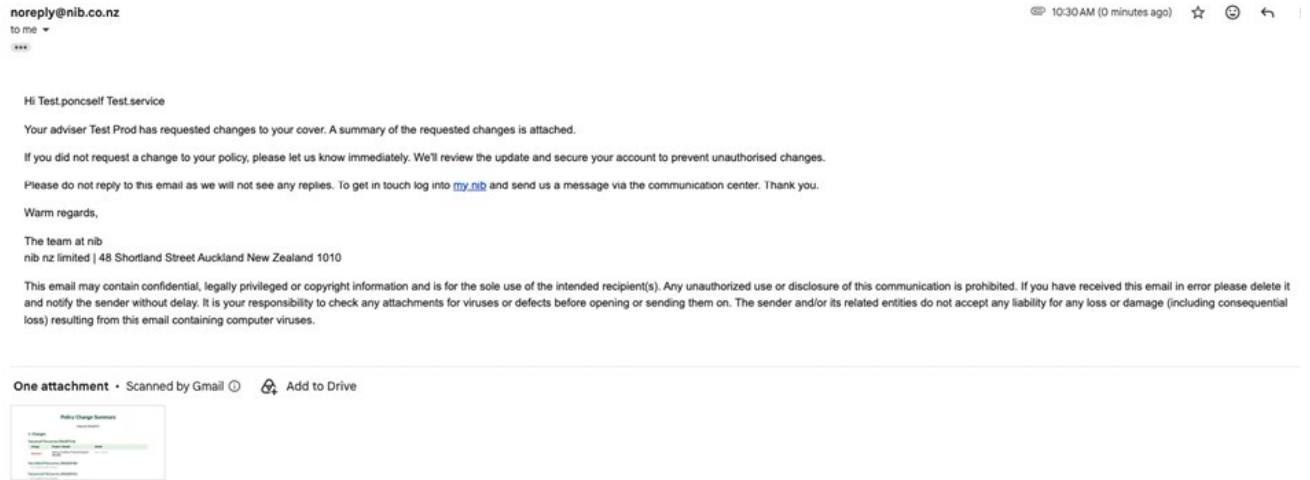 noreply@nib.co.nz
10:30 AM (0 minutes ago)
to me
Hi Test.poncself Test.service
Your adviser Test Prod has requested changes to your cover. A summary of the requested changes is attached.
If you did not request a change to your policy, please let us know immediately. We'll review the update and secure your account to prevent unauthorised changes.
Please do not reply to this email as we will not see any replies. To get in touch log into my nib and send us a message via the communication center. Thank you.
Warm regards,
The team at nib
nib nz limited | 48 Shortland Street Auckland New Zealand 1010
This email may contain confidential, legally privileged or copyright information and is for the sole use of the intended recipient(s). Any unauthorized use or disclosure of this communication is prohibited. If you have received this email in error please delete it
and notify the sender without delay. It is your responsibility to check any attachments for viruses or defects before opening or sending them on. The sender and/or its related entities do not accept any liability for any loss or damage (including consequential
loss) resulting from this email containing computer viruses.
One attachment • Scanned by Gmail
Add to Drive
Policy Change Summary